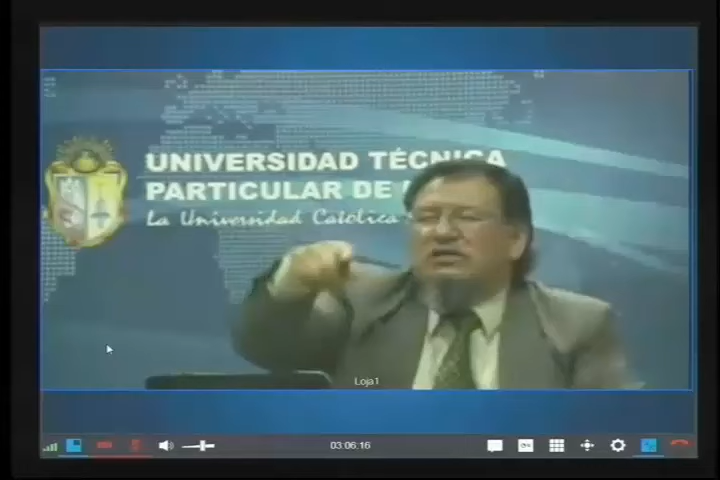 UNIVERSIDAD TÉCNICA
PARTICULAR DE
La Universidad Católica
Loja1
03:06:16